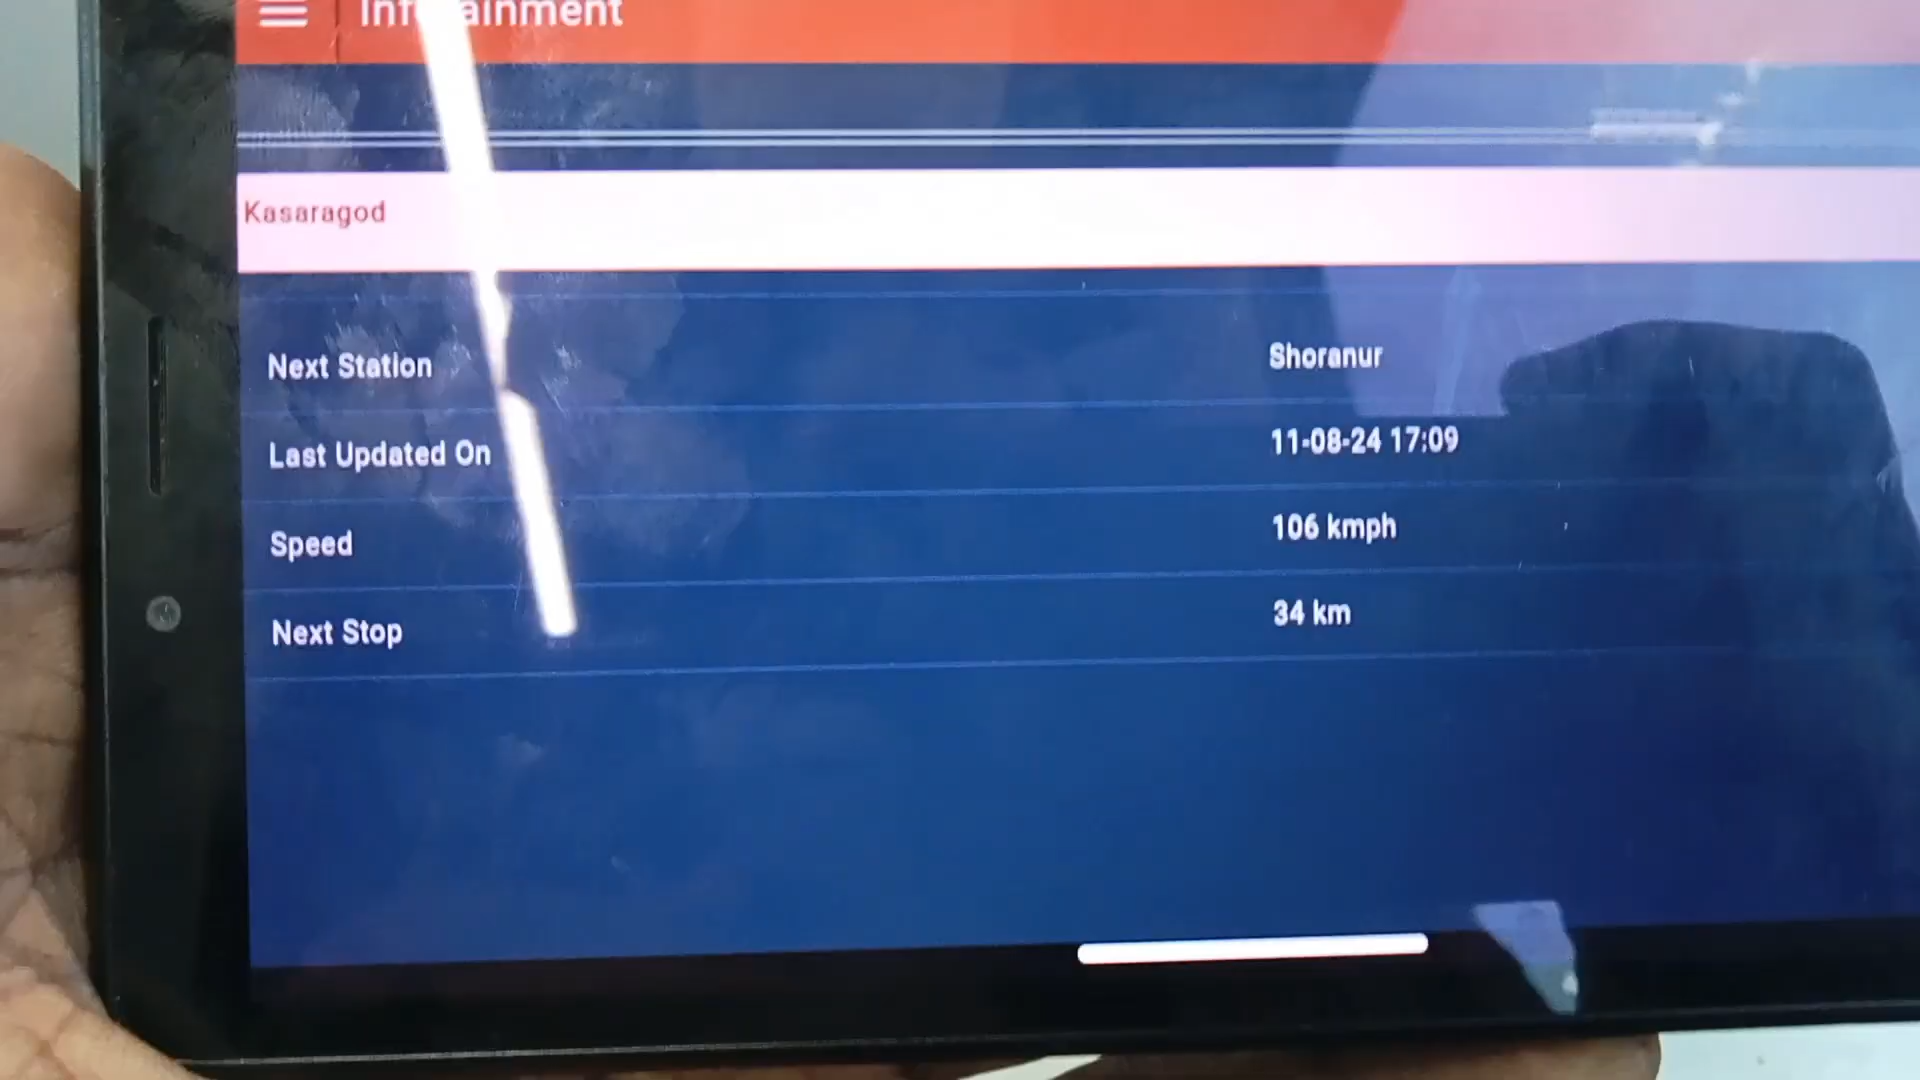 Infotainment
Kasaragod
Next Station Shoranur
Last Updated On 11-08-24 17:09
Speed 106 kmph
Next Stop 34 km